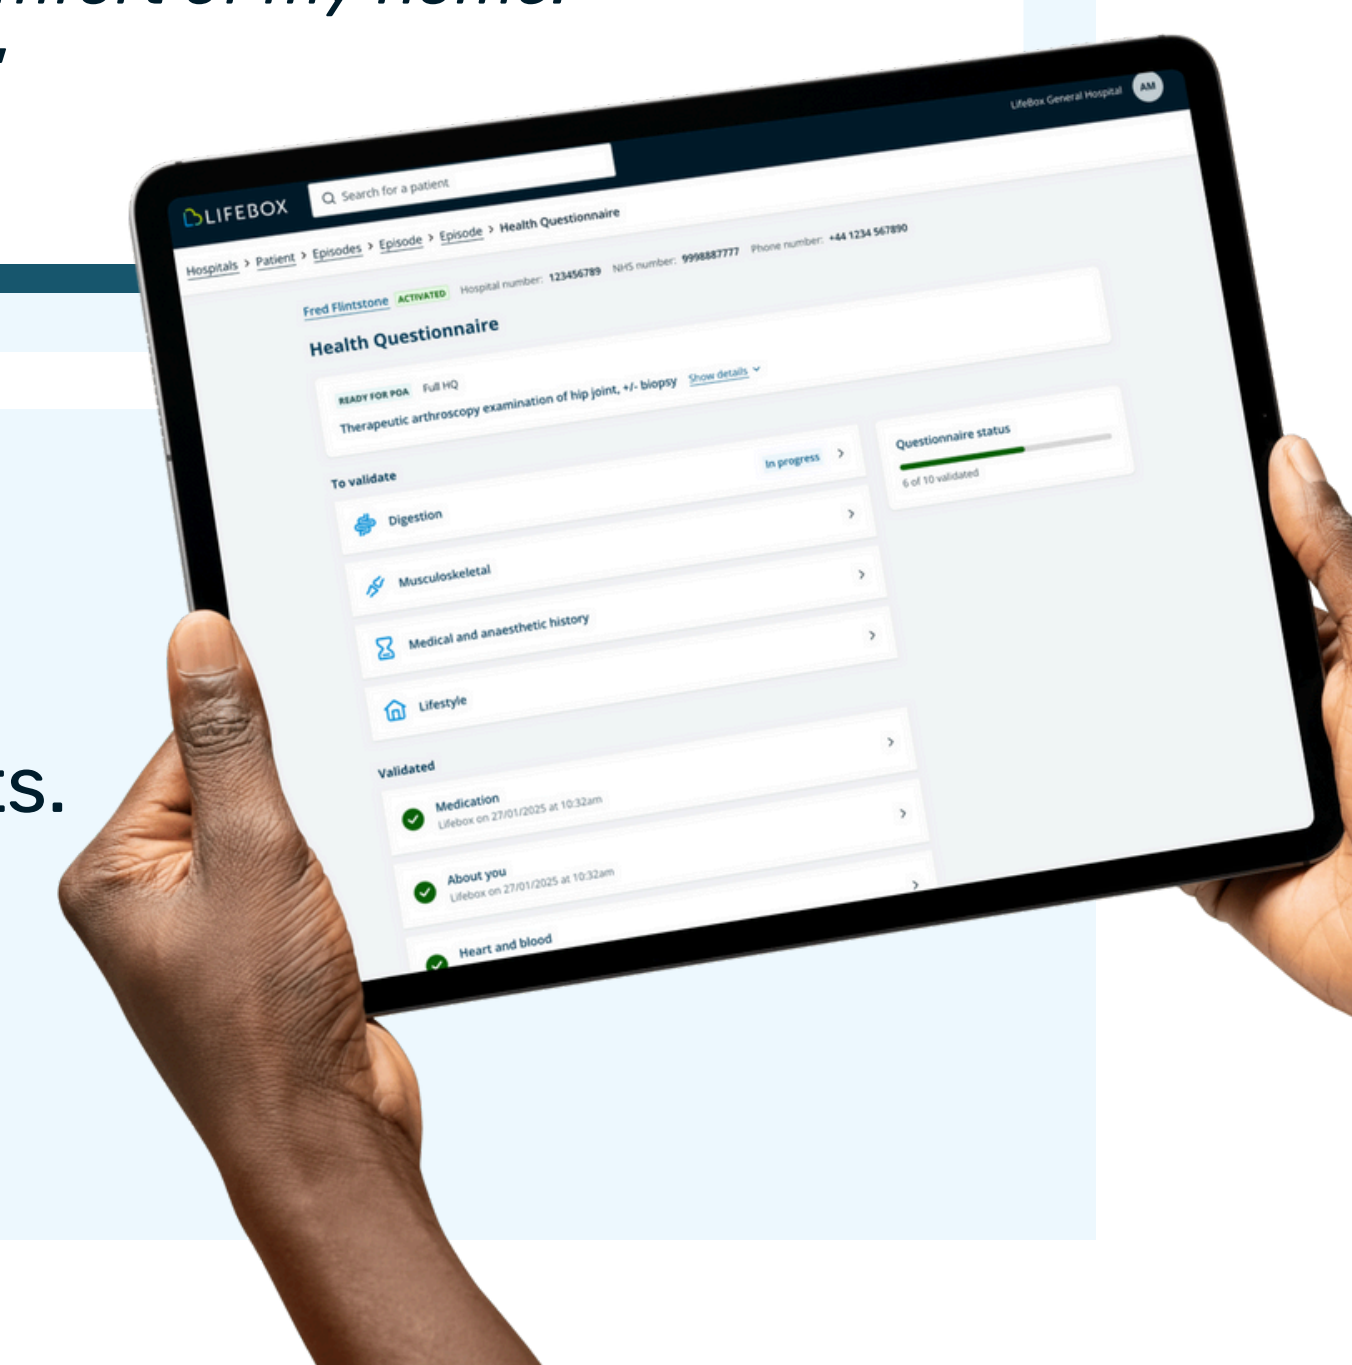 of my home.
LIFEBOX
Search for a patient
LifeBox General Hospital
AM
Hospitals > Patient > Episodes > Episode > Episode > Health Questionnaire
Fred Flintstone ACTIVATED Hospital number: 123456789 NHS number: 9998887777 Phone number: +44 1234 567890
Health Questionnaire
READY FOR POA Full HQ
Therapeutic arthroscopy examination of hip joint, +/- biopsy Show details
To validate
Digestion In progress
Musculoskeletal
Medical and anaesthetic history
Lifestyle
Questionnaire status
6 of 10 validated
Validated
Medication
Lifebox on 27/01/2025 at 10:32am
About you
Lifebox on 27/01/2025 at 10:32am
Heart and blood
ts.